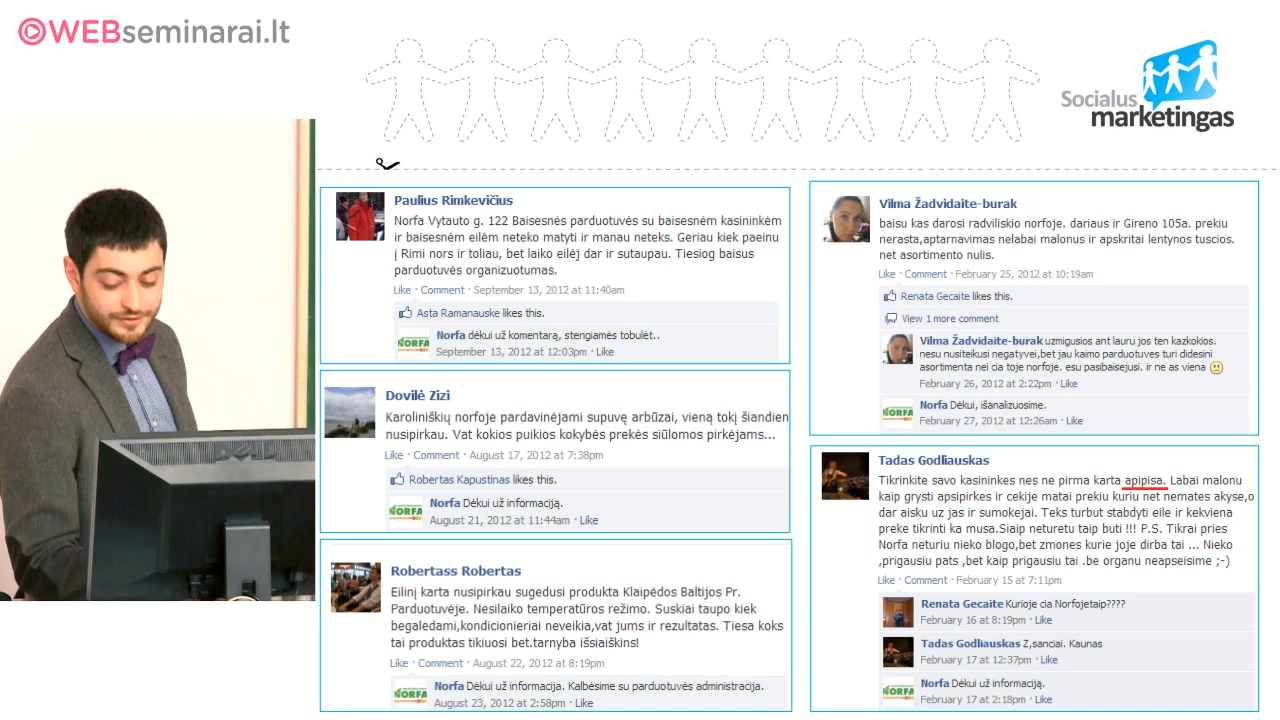 WEBseminarai.lt
Socialus
marketingas
Paulius Rimkevičius
Norfa Vytauto g. 122 Baisesnės parduotuvės su baisesnėm kasininkėm
ir baisesnėm eilėm neteko matyti ir manau neteks. Geriau kiek paeinu
į Rimi nors ir toliau, bet laiko eilėj dar ir sutaupau. Tiesiog baisus
parduotuvės organizuotumas.
Like · Comment · September 13, 2012 at 11:40am
Asta Ramanauske likes this.
NORFA
Norfa dėkui už komentarą, stengiamės tobulėt..
September 13, 2012 at 12:03pm · Like
Dovilė Zizi
Karoliniškių norfoje pardavinėjami supuvę arbūzai, vieną tokį šiandien
nusipirkau. Vat kokios puikios kokybės prekės siūlomos pirkėjams...
Like · Comment · August 17, 2012 at 7:38pm
Robertas Kapustinas likes this.
NORFA
Norfa Dėkui už informaciją.
August 21, 2012 at 11:44am · Like
Robertass Robertas
Eilinį karta nusipirkau sugedusi produkta Klaipėdos Baltijos Pr.
Parduotuvėje. Nesilaiko temperatūros režimo. Suskiai taupo kiek
begaledami,kondicionieriai neveikia,vat jums ir rezultatas. Tiesa koks
tai produktas tikiuosi bet.tarnyba išsiaiškins!
Like · Comment · August 22, 2012 at 8:19pm
NORFA
Norfa Dėkui už informacija. Kalbėsime su parduotuvės administracija.
August 23, 2012 at 2:58pm · Like
Vilma Žadvidaite-burak
baisu kas darosi radviliskio norfoje. dariaus ir Gireno 105a. prekiu
nerasta,aptarnavimas nelabai malonus ir apskritai lentynos tuscios.
net asortimento nulis.
Like · Comment · February 25, 2012 at 10:19am
Renata Gecaite likes this.
View 1 more comment
Vilma Žadvidaite-burak uzmigusios ant lauru jos ten kazkokios.
nesu nusiteikusi negatyvei,bet jau kaimo parduotuves turi didesini
asortimenta nei cia toje norfoje. esu pasibaisejusi. ir ne as viena
February 26, 2012 at 2:22pm · Like
NORFA
Norfa Dėkui, išanalizuosime.
February 27, 2012 at 12:26am · Like
Tadas Godliauskas
Tikrinkite savo kasininkes nes ne pirma karta apipisa. Labai malonu
kaip grysti apsipirkes ir cekije matai prekiu kuriu net nemates akyse,o
dar aisku uz jas ir sumokejai. Teks turbut stabdyti eile ir kekviena
preke tikrinti ka musa.Siaip neturetu taip buti !!! P.S. Tikrai pries
Norfa neturiu nieko blogo,bet zmones kurie joje dirba tai ... Nieko
,prigausiu pats ,bet kaip prigausiu tai .be organu neapseisime ;-)
Like · Comment · February 15 at 7:11pm
Renata Gecaite Kurioje cia Norfojetaip????
February 16 at 8:19pm · Like
Tadas Godliauskas Z,sanciai. Kaunas
February 17 at 12:37pm · Like
NORFA
Norfa Dėkui už informaciją.
February 17 at 2:18pm · Like
DELL